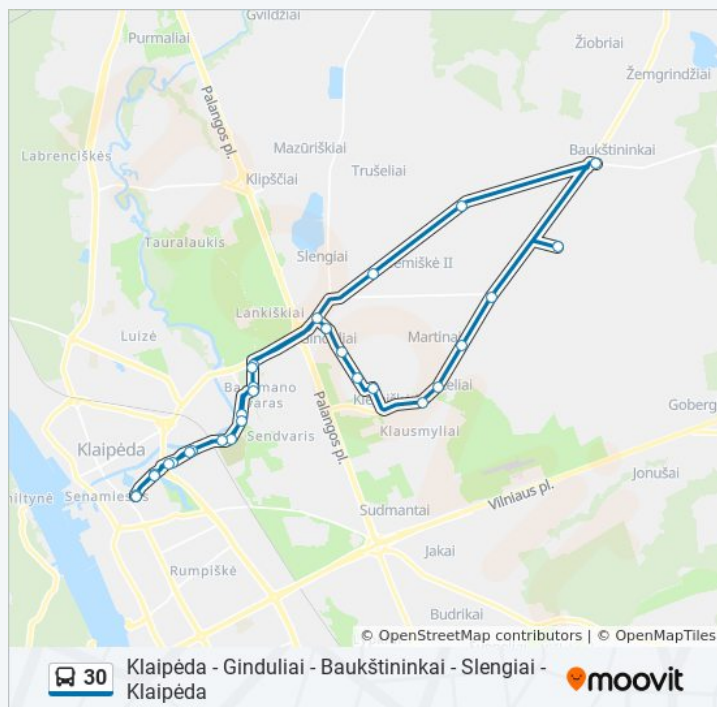 Gvildžiai
Purmaliai
Žiobriai
Žemgrindžiai
Palangos pl.
Mazūriškiai
Baukštininkai
Labrenciškės
Trušeliai
Klipščiai
Tauralaukis
Slengiai
Lankiškiai
Luizė
Martinai
Klaipėda
Sendvaris
Palangos pl.
Klausmyliai
Goberg
Senamiestis
Vilniaus pl.
Jonušai
Sudmantai
Jakai
Rumpiškė
Budrikai
© OpenStreetMap contributors | © OpenMapTiles
30 Klaipėda - Ginduliai - Baukštininkai - Slengiai -
Klaipėda
moovit